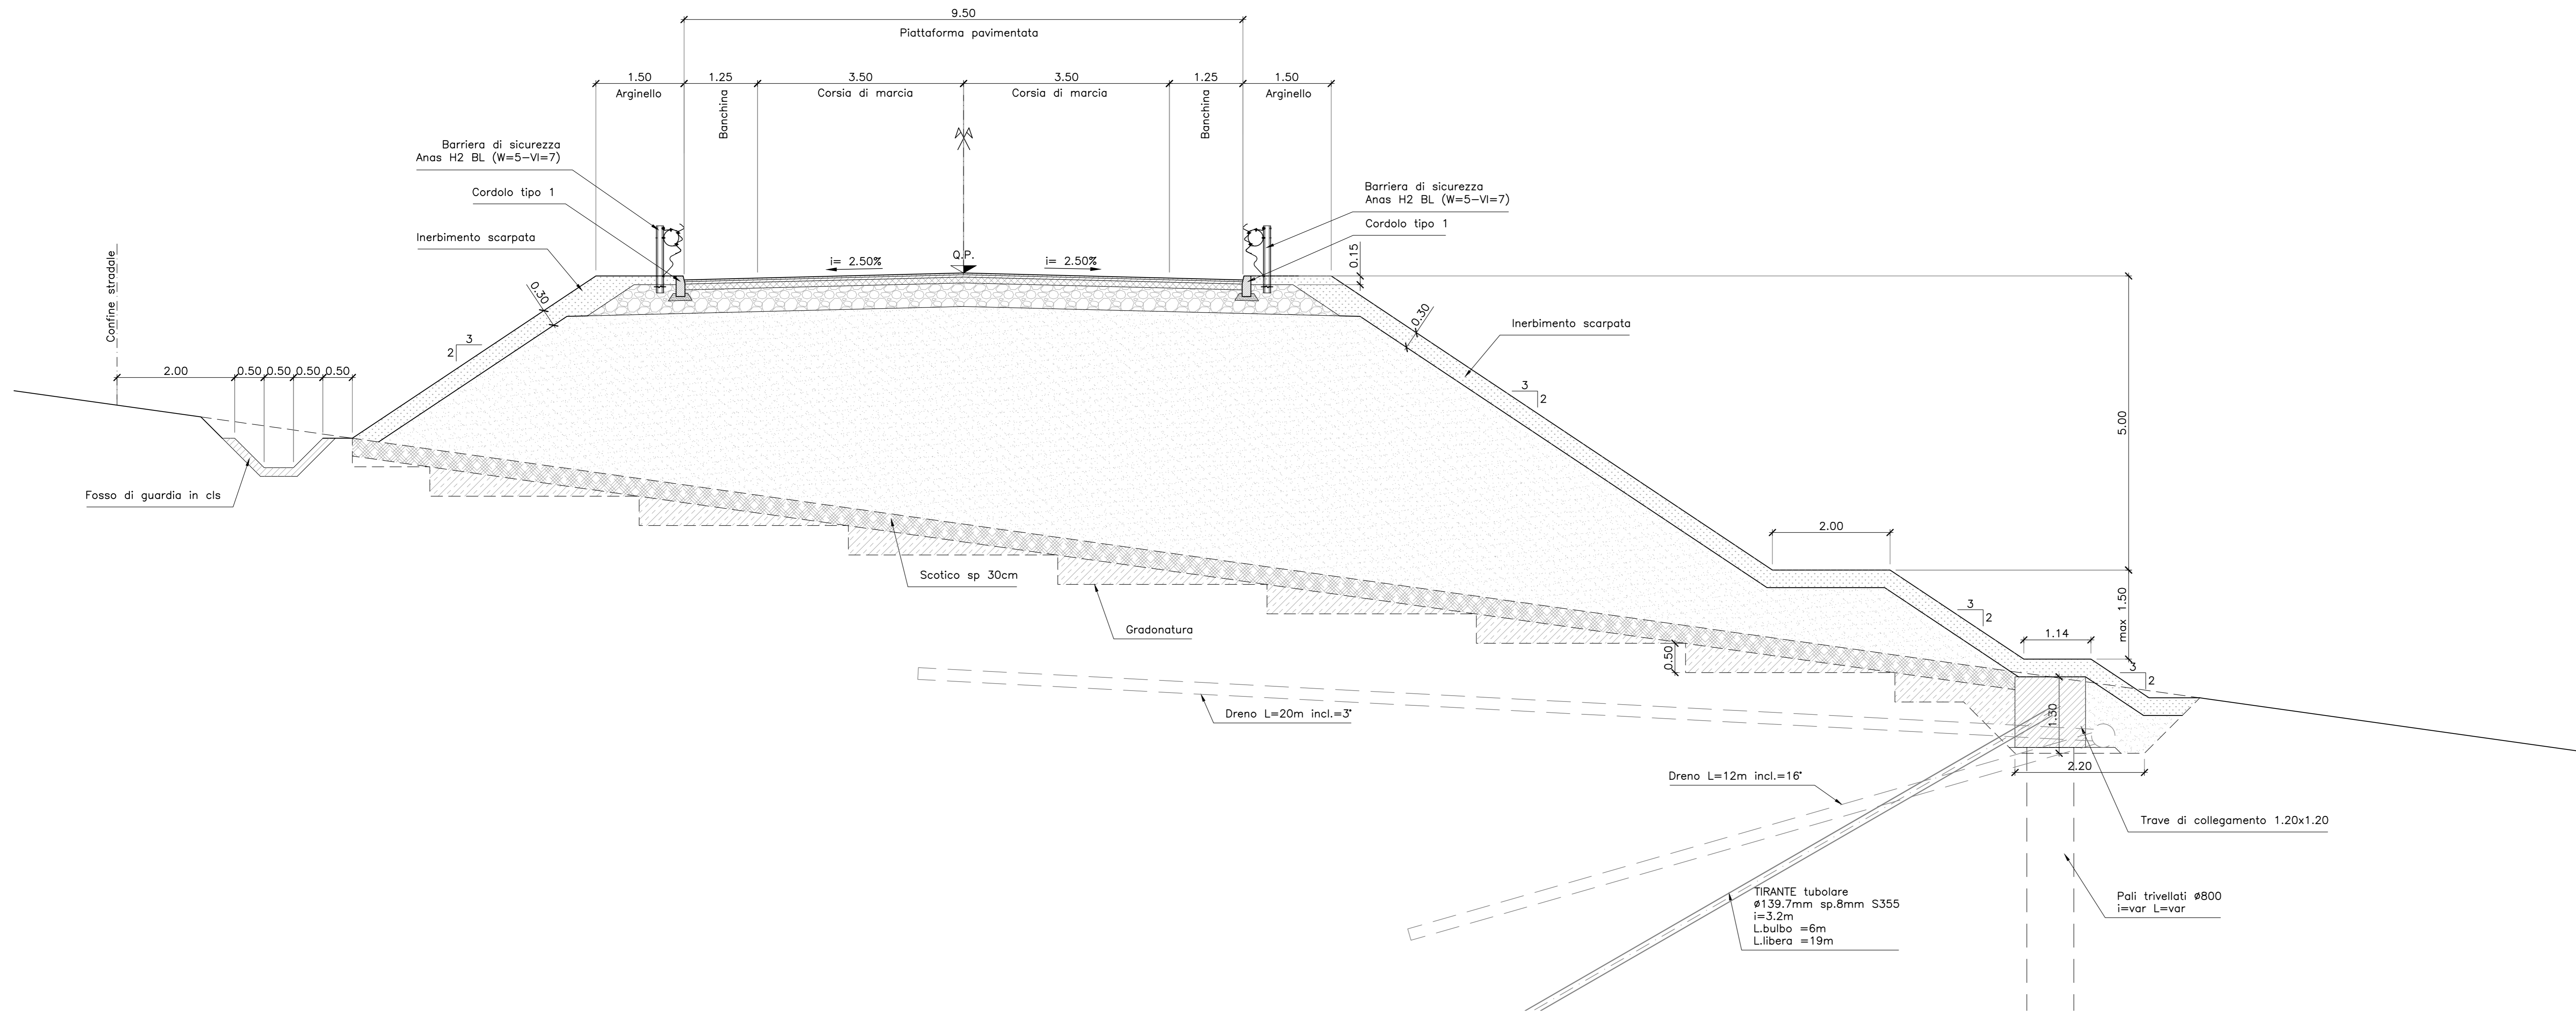 9.50
Piattaforma pavimentata
1.50
1.25
3.50
3.50
1.25
1.50
Arginello
Banchina
Corsia di marcia
Corsia di marcia
Banchina
Arginello
Barriera di sicurezza
Anas H2 BL (W=5-VI=7)
Cordolo tipo 1
Inerbimento scarpata
Barriera di sicurezza
Anas H2 BL (W=5-VI=7)
Cordolo tipo 1
Confine stradale
i= 2.50%
Q.P.
i= 2.50%
0.15
0.30
0.30
Inerbimento scarpata
3
2
2.00
0.50
0.50
0.50
0.50
3
2
5.00
Fosso di guardia in cls
2.00
Scotico sp 30cm
Gradonatura
3
2
max 1.50
1.14
0.50
3
2
Dreno L=20m incl.=3°
1.30
2.20
Dreno L=12m incl.=16°
Trave di collegamento 1.20x1.20
TIRANTE tubolare
Ø139.7mm sp.8mm S355
i=3.2m
L.bulbo =6m
L.libera =19m
Pali trivellati Ø800
i=var L=var